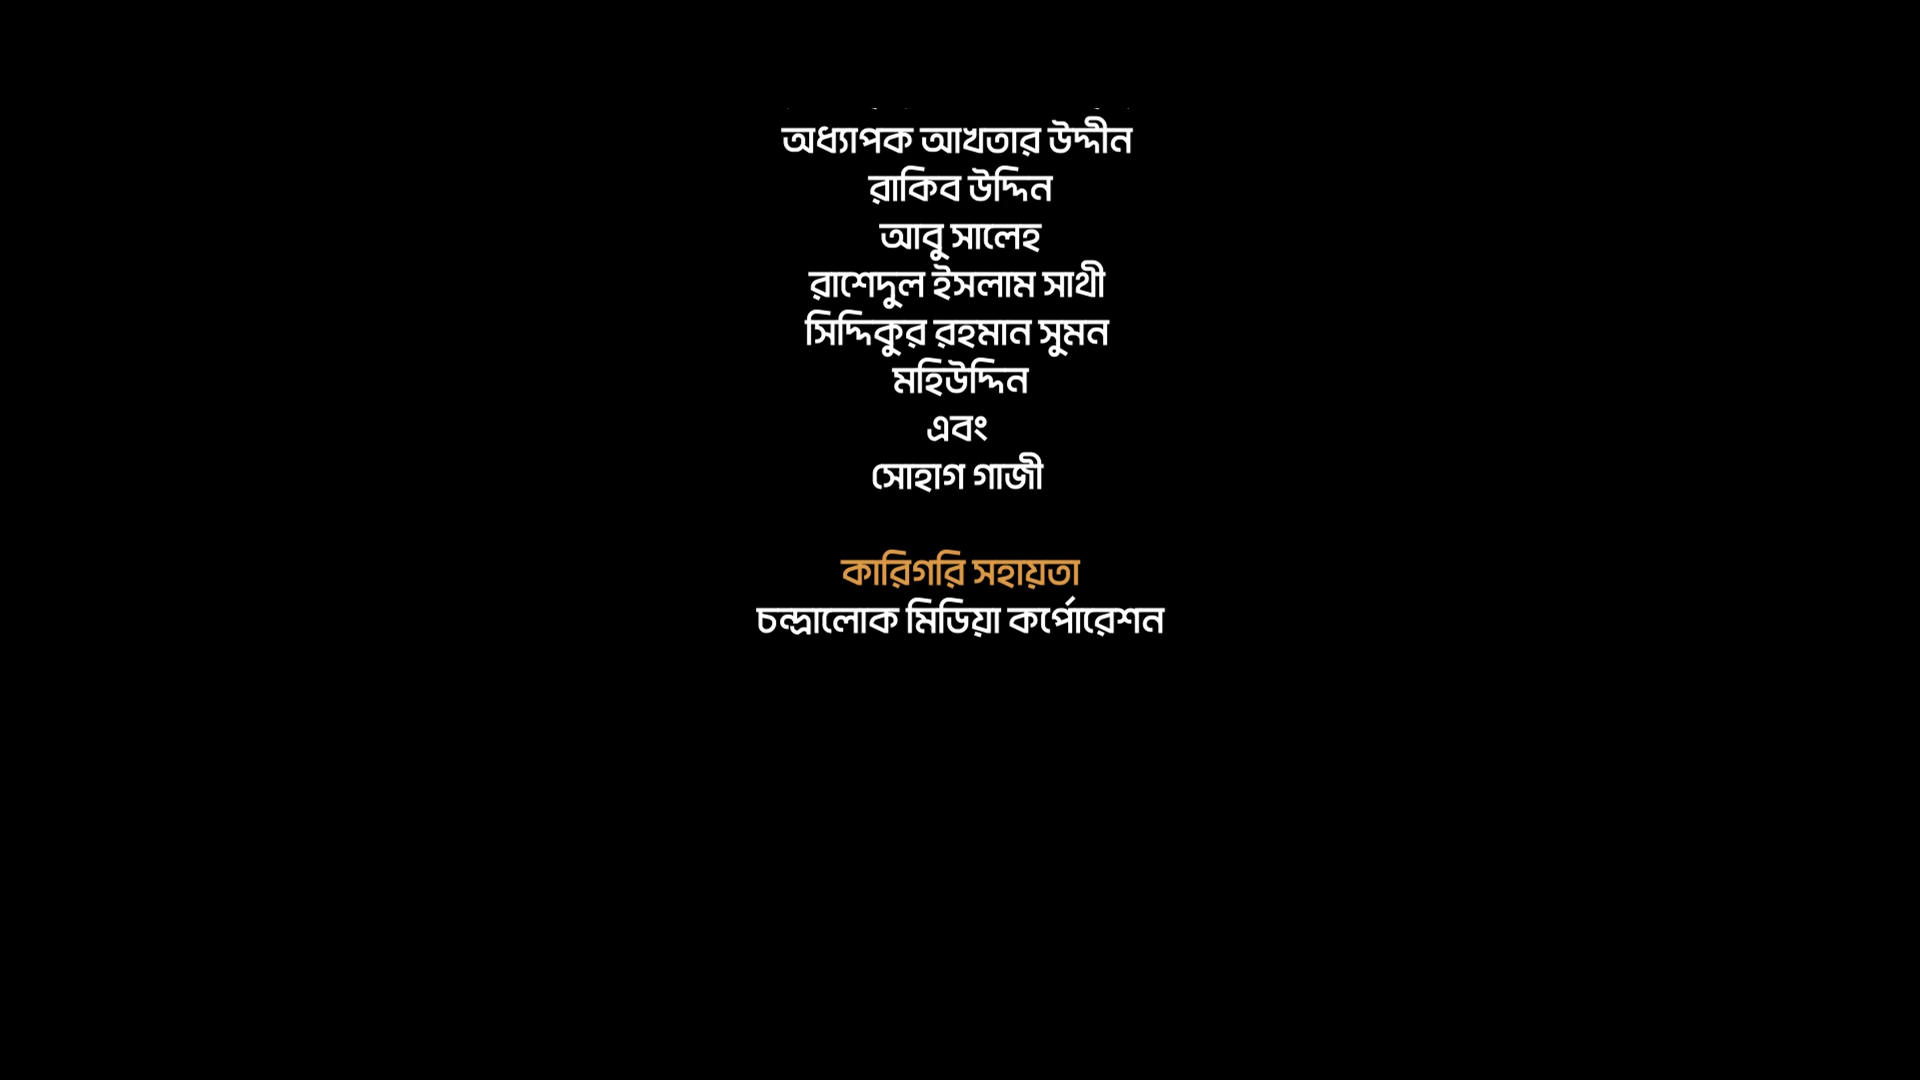 অধ্যাপক আখতার উদ্দীন
রাকিব উদ্দিন
আবু সালেহ
রাশেদুল ইসলাম সাথী
সিদ্দিকুর রহমান সুমন
মহিউদ্দিন
এবং
সোহাগ গাজী
কারিগরি সহায়তা
চন্দ্রালোক মিডিয়া কর্পোরেশন